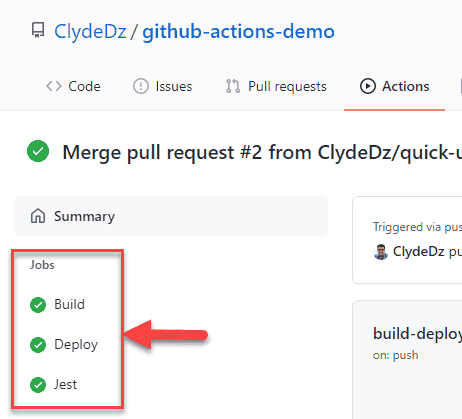 ClydeDz / github-actions-demo
Code Issues Pull requests Actions
Merge pull request #2 from ClydeDz/quick-u
Summary
Triggered via pus
ClydeDz pu
Jobs
Build
Deploy
Jest
build-deploy
on: push